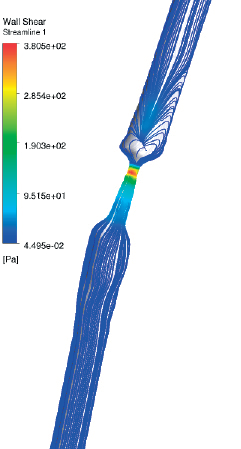 Wall Shear
Streamline 1
3.805e+02
2.854e+02
1.903e+02
9.515e+01
4.495e-02
[Pa]